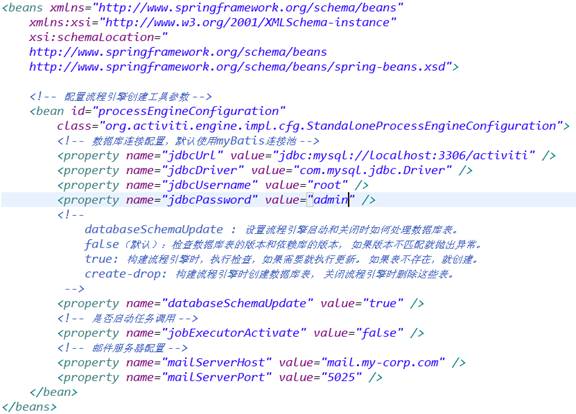 <beans xmlns="http://www.springframework.org/schema/beans"
xmlns:xsi="http://www.w3.org/2001/XMLSchema-instance"
xsi:schemaLocation="
http://www.springframework.org/schema/beans
http://www.springframework.org/schema/beans/spring-beans.xsd">
<!-- 配置流程引擎创建工具参数 -->
<bean id="processEngineConfiguration"
class="org.activiti.engine.impl.cfg.StandaloneProcessEngineConfiguration">
<!-- 数据库连接配置，默认使用myBatis连接池 -->
<property name="jdbcUrl" value="jdbc:mysql://localhost:3306/activiti" />
<property name="jdbcDriver" value="com.mysql.jdbc.Driver" />
<property name="jdbcUsername" value="root" />
<property name="jdbcPassword" value="admin" />
<!--
databaseSchemaUpdate : 设置流程引擎启动和关闭时如何处理数据库表。
false（默认）：检查数据库表的版本和依赖库的版本, 如果版本不匹配就抛出异常。
true: 构建流程引擎时，执行检查，如果需要就执行更新。 如果表不存在，就创建。
create-drop: 构建流程引擎时创建数据库表, 关闭流程引擎时删除这些表。
-->
<property name="databaseSchemaUpdate" value="true" />
<!-- 是否启动任务调用 -->
<property name="jobExecutorActivate" value="false" />
<!-- 邮件服务器配置 -->
<property name="mailServerHost" value="mail.my-corp.com" />
<property name="mailServerPort" value="5025" />
</bean>
</beans>